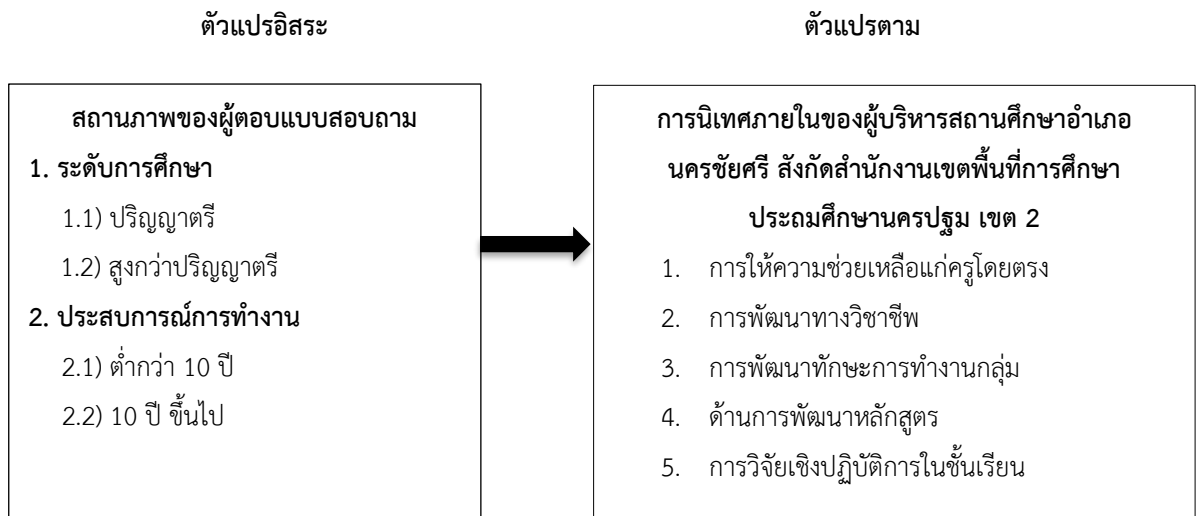 ตัวแปรอิสระ
ตัวแปรตาม
สถานภาพของผู้ตอบแบบสอบถาม
1. ระดับการศึกษา
1.1) ปริญญาตรี
1.2) สูงกว่าปริญญาตรี
2. ประสบการณ์การทำงาน
2.1) ต่ำกว่า 10 ปี
2.2) 10 ปี ขึ้นไป
การนิเทศภายในของผู้บริหารสถานศึกษาอำเภอ
นครชัยศรี สังกัดสำนักงานเขตพื้นที่การศึกษา
ประถมศึกษานครปฐม เขต 2
1. การให้ความช่วยเหลือแก่ครูโดยตรง
2. การพัฒนาทางวิชาชีพ
3. การพัฒนาทักษะการทำงานกลุ่ม
4. ด้านการพัฒนาหลักสูตร
5. การวิจัยเชิงปฏิบัติการในชั้นเรียน